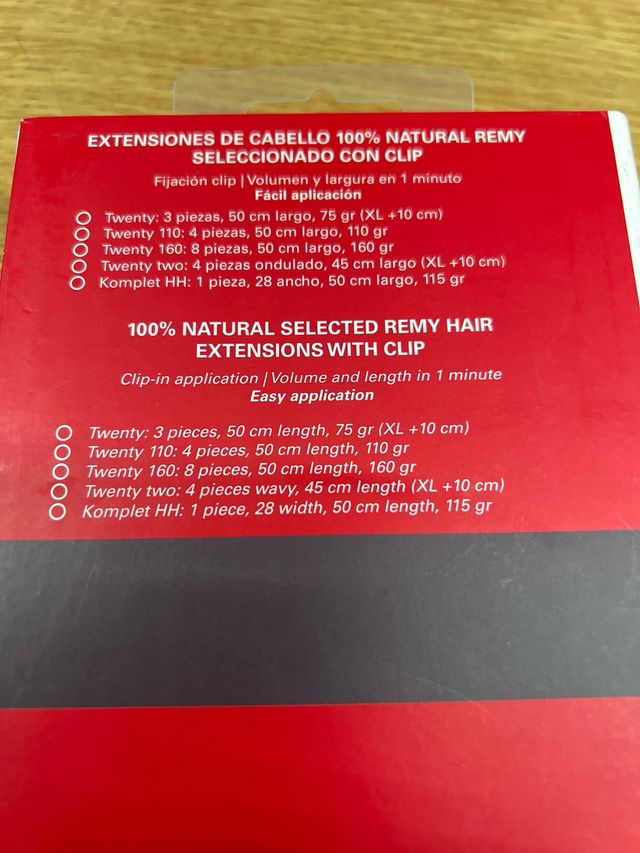 EXTENSIONES DE CABELLO 100% NATURAL REMY
SELECCIONADO CON CLIP
Fijación clip | Volumen y largura en 1 minuto
Fácil aplicación
Twenty: 3 piezas, 50 cm largo, 75 gr (XL +10 cm)
Twenty 110: 4 piezas, 50 cm largo, 110 gr
Twenty 160: 8 piezas, 50 cm largo, 160 gr
Twenty two: 4 piezas ondulado, 45 cm largo (XL +10 cm)
Komplet HH: 1 pieza, 28 ancho, 50 cm largo, 115 gr
100% NATURAL SELECTED REMY HAIR
EXTENSIONS WITH CLIP
Clip-in application | Volume and length in 1 minute
Easy application
Twenty: 3 pieces, 50 cm length, 75 gr (XL +10 cm)
Twenty 110: 4 pieces, 50 cm length, 110 gr
Twenty 160: 8 pieces, 50 cm length, 160 gr
Twenty two: 4 pieces wavy, 45 cm length (XL +10 cm)
Komplet HH: 1 piece, 28 width, 50 cm length, 115 gr